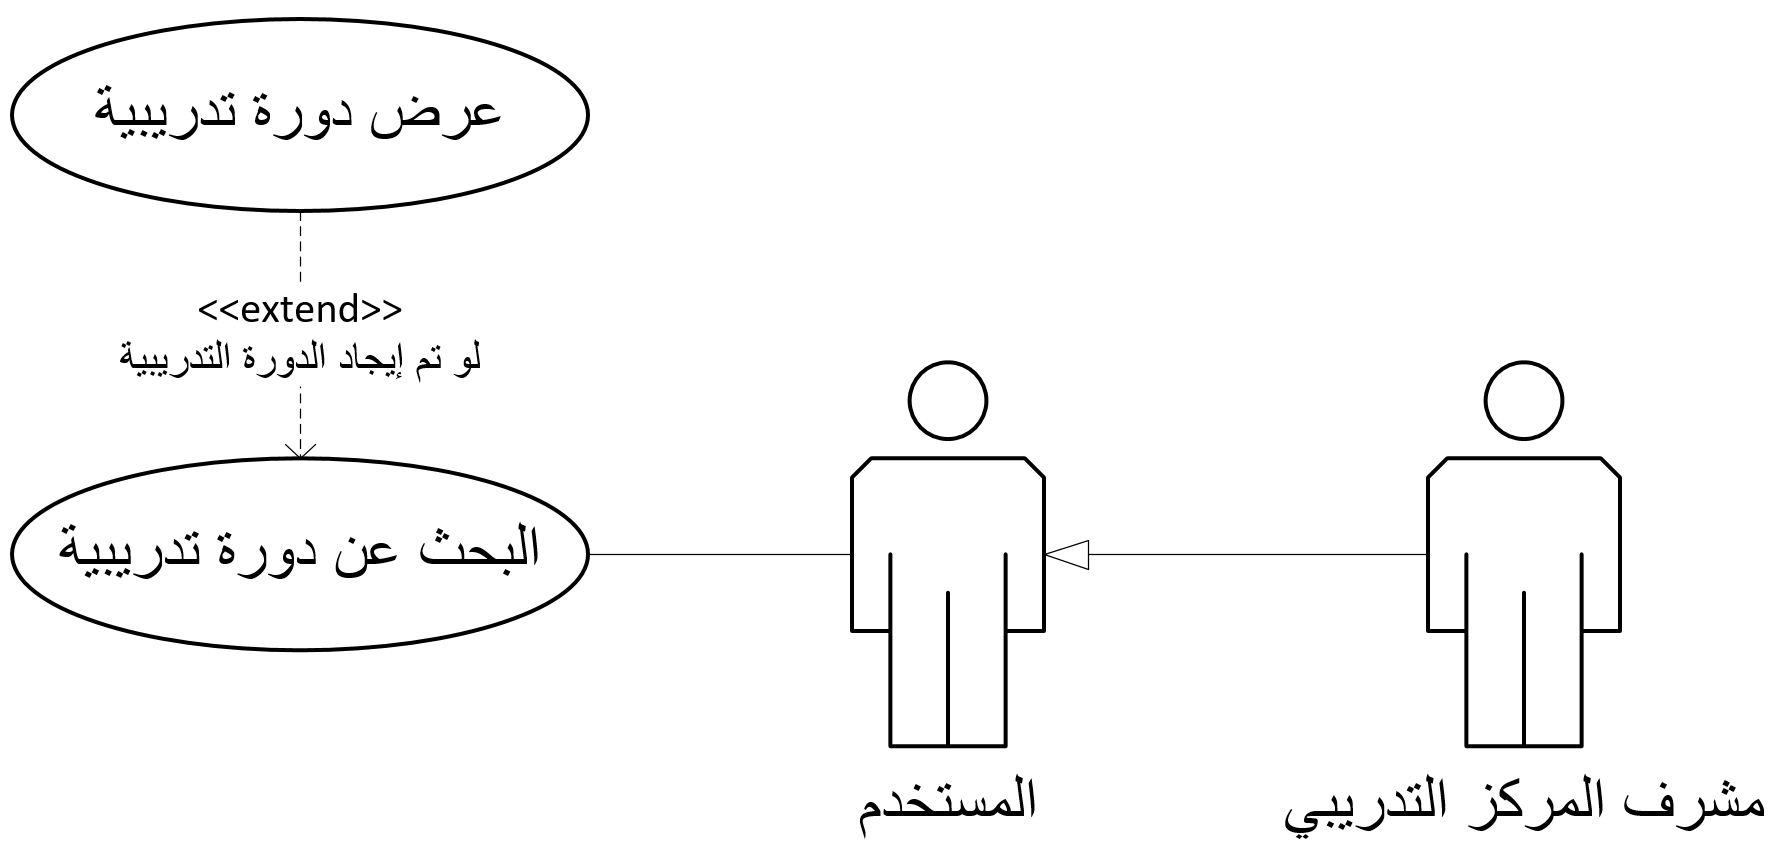 عرض دورة تدريبية
<<extend>>
لو تم إيجاد الدورة التدريبية
البحث عن دورة تدريبية
المستخدم
مشرف المركز التدريبي